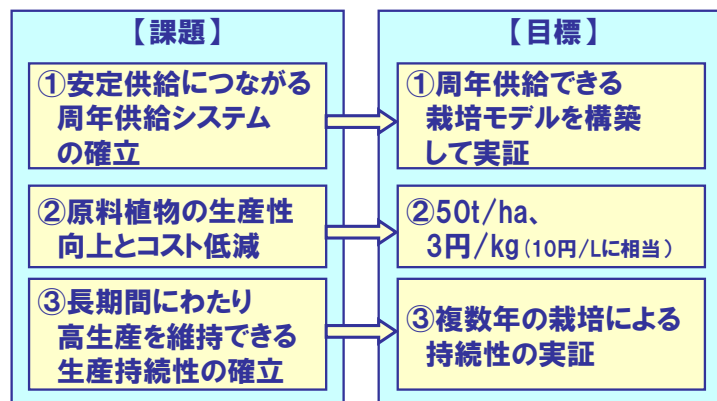 【課題】
①安定供給につながる
周年供給システム
の確立
②原料植物の生産性
向上とコスト低減
③長期間にわたり
高生産を維持できる
生産持続性の確立
【目標】
①周年供給できる
栽培モデルを構築
して実証
②50t/ha、
3円/kg(10円/Lに相当)
③複数年の栽培による
持続性の実証